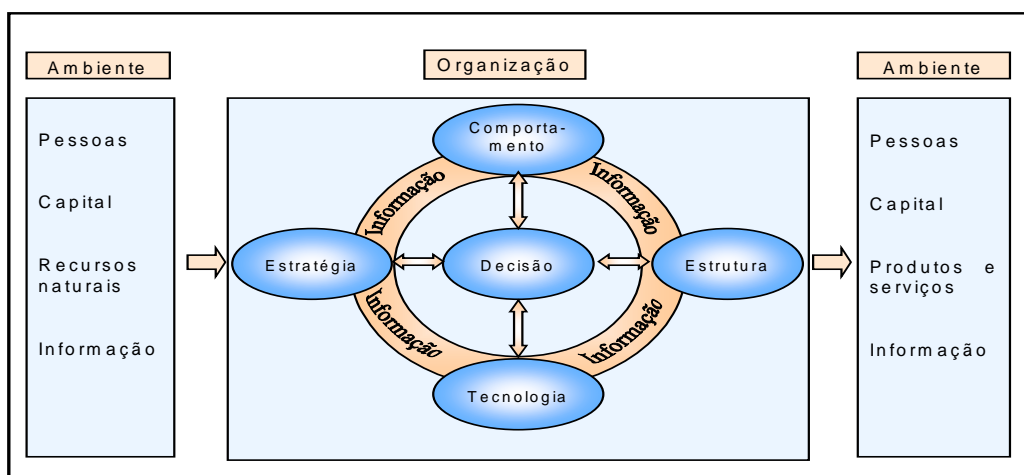 Ambiente
Pessoas
Capital
Recursos
naturais
Informação
Organização
Comporta-
mento
Informação
Informação
Estratégia
Decisão
Estrutura
Informação
Informação
Tecnologia
Ambiente
Pessoas
Capital
Produtos e
serviços
Informação